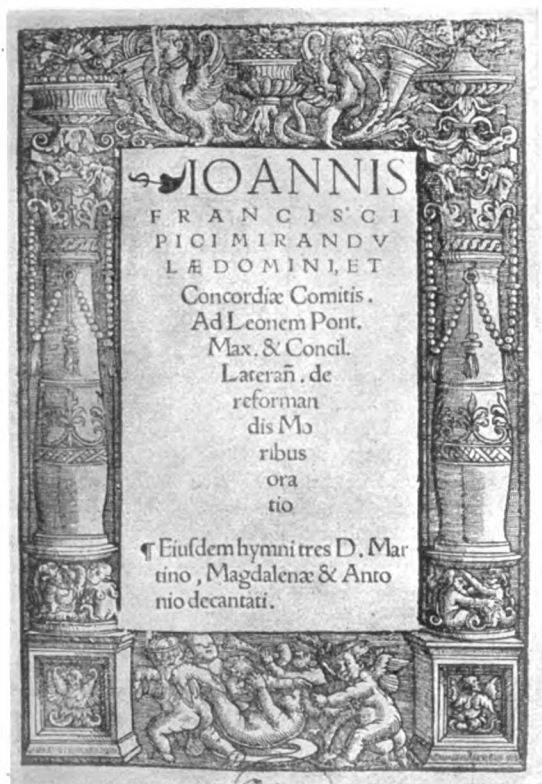 IOANNIS
FRANCISCI
PICI MIRANDV
LÆ DOMINI, ET
Concordiæ Comitis.
Ad Leonem Pont.
Max. & Concil.
Laterañ. de
reforman
dis Mo
ribus
ora
tio
¶ Eiuſdem hymni tres D. Mar
tino, Magdalenæ & Anto
nio decantati.